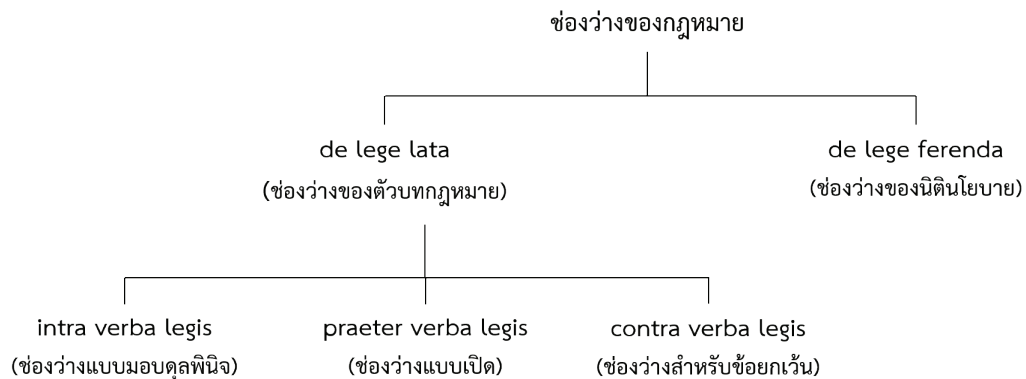 ช่องว่างของกฎหมาย
de lege lata
(ช่องว่างของตัวบทกฎหมาย)
de lege ferenda
(ช่องว่างของนิตินโยบาย)
intra verba legis
(ช่องว่างแบบมอบดุลพินิจ)
praeter verba legis
(ช่องว่างแบบเปิด)
contra verba legis
(ช่องว่างสำหรับข้อยกเว้น)